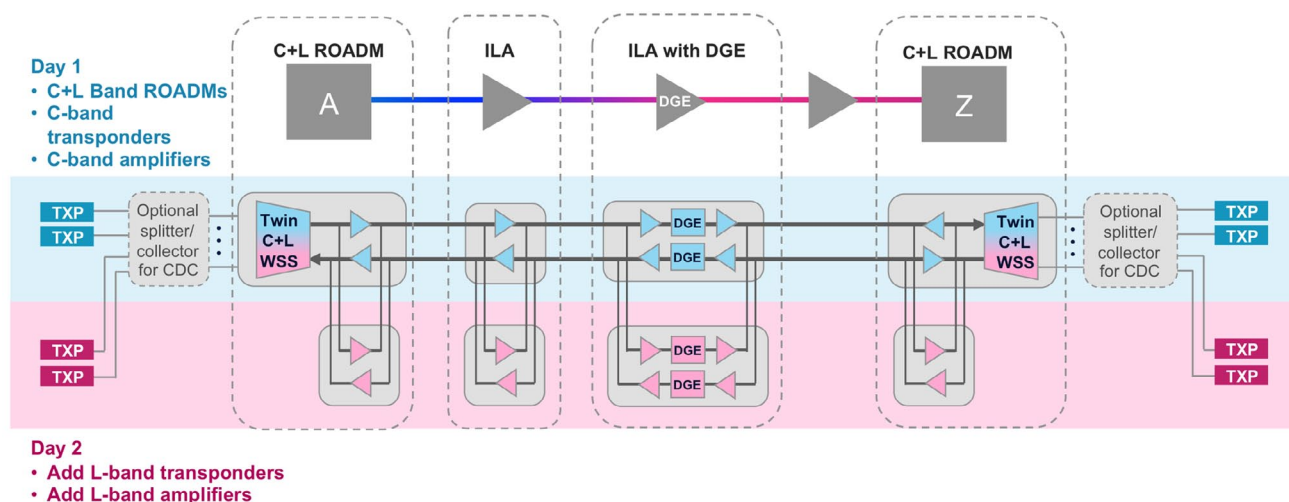 C+L ROADM
ILA
ILA with DGE
C+L ROADM
Day 1
• C+L Band ROADMs
• C-band
transponders
• C-band amplifiers
A
DGE
Z
TXP
TXP
Optional
splitter/
collector
for CDC
Twin
C+L
WSS
DGE
DGE
Twin
C+L
WSS
Optional
splitter/
collector
for CDC
TXP
TXP
TXP
TXP
DGE
DGE
TXP
TXP
Day 2
• Add L-band transponders
• Add L-band amplifiers